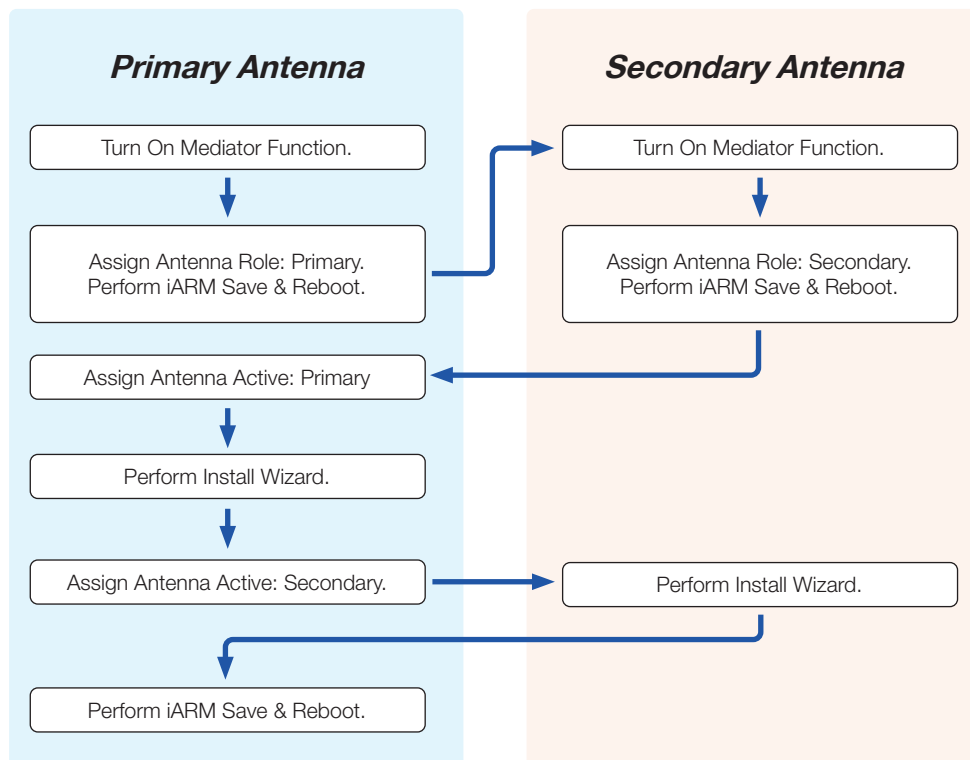 Primary Antenna
Turn On Mediator Function.
Assign Antenna Role: Primary.
Perform iARM Save & Reboot.
Assign Antenna Active: Primary
Perform Install Wizard.
Assign Antenna Active: Secondary.
Perform iARM Save & Reboot.
Secondary Antenna
Turn On Mediator Function.
Assign Antenna Role: Secondary.
Perform iARM Save & Reboot.
Perform Install Wizard.